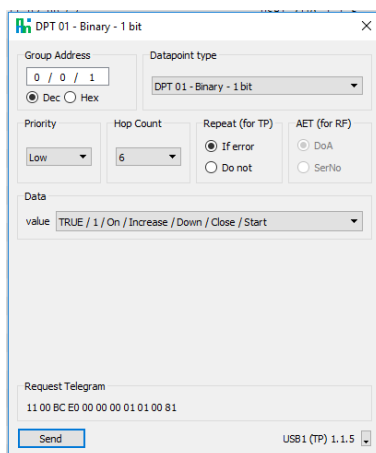 DPT 01 - Binary - 1 bit
Group Address
Datapoint type
0 / 0 / 1
DPT 01 - Binary - 1 bit
Dec Hex
Priority
Hop Count
Repeat (for TP)
AET (for RF)
Low
6
If error
DoA
Do not
SerNo
Data
value TRUE / 1 / On / Increase / Down / Close / Start
Request Telegram
11 00 BC E0 00 00 00 01 01 00 81
Send
USB1 (TP) 1.1.5